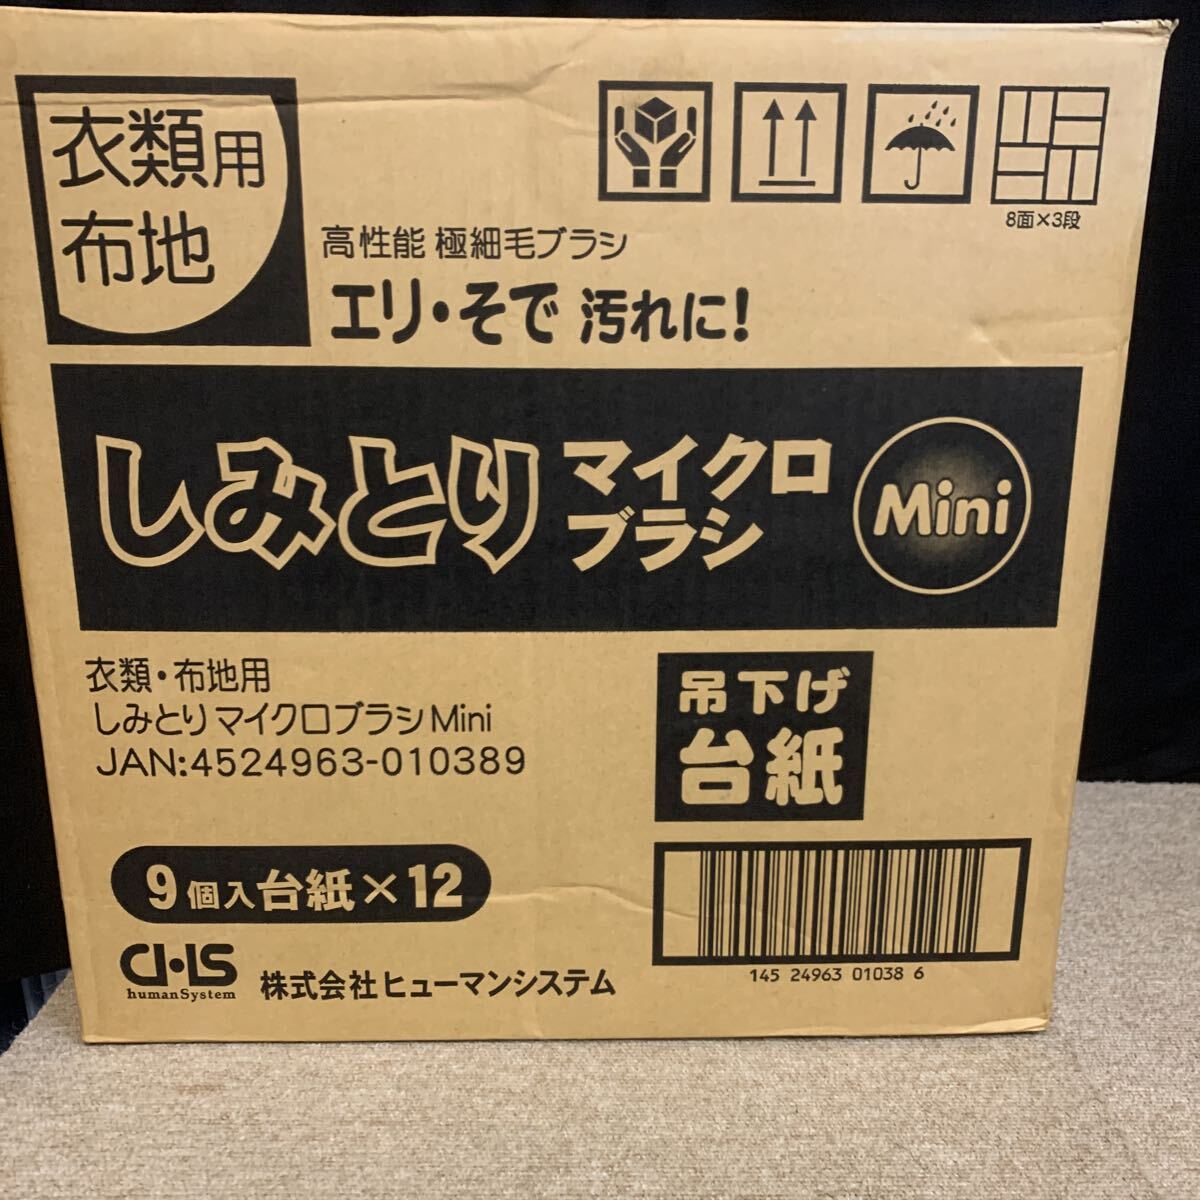 衣類用
布地
8面×3段
高性能 極細毛ブラシ
エリ・そで 汚れに!
しみとり マイクロ
ブラシ
Mini
衣類・布地用
しみとりマイクロブラシMini
JAN:4524963-010389
吊下げ
台紙
9個入台紙×12
humanSystem
株式会社ヒューマンシステム
145 24963 01038 6